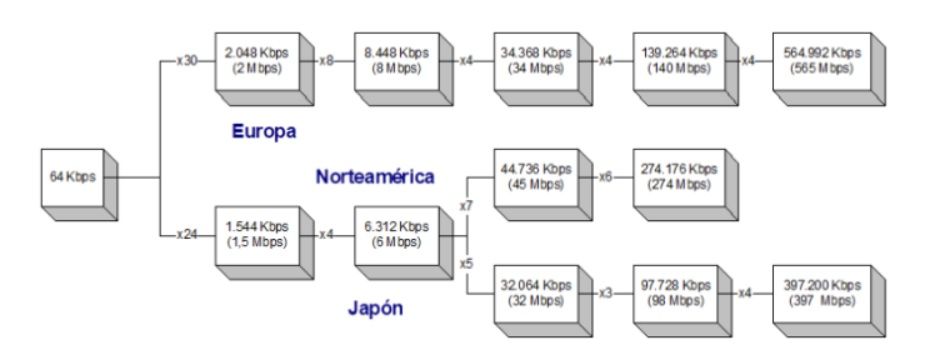 x30
2.048 Kbps
(2 Mbps)
x8
8.448 Kbps
(8 Mbps)
x4
34.368 Kbps
(34 Mbps)
x4
139.264 Kbps
(140 Mbps)
x4
564.992 Kbps
(565 Mbps)
Europa
64 Kbps
Norteamérica
44.736 Kbps
(45 Mbps)
x6
274.176 Kbps
(274 Mbps)
x7
x24
1.544 Kbps
(1,5 Mbps)
x4
6.312 Kbps
(6 Mbps)
x5
Japón
32.064 Kbps
(32 Mbps)
x3
97.728 Kbps
(98 Mbps)
x4
397.200 Kbps
(397 Mbps)